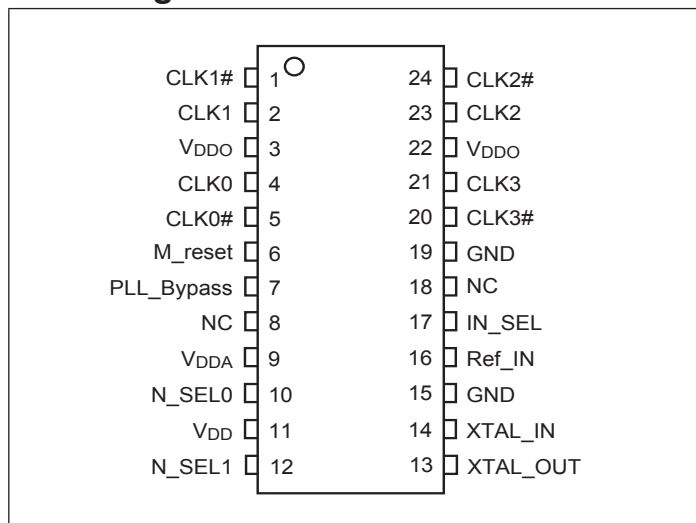 CLK1# 1 24 CLK2#
CLK1 2 23 CLK2
VDDO 3 22 VDDO
CLK0 4 21 CLK3
CLK0# 5 20 CLK3#
M_reset 6 19 GND
PLL_Bypass 7 18 NC
NC 8 17 IN_SEL
VDDA 9 16 Ref_IN
N_SEL0 10 15 GND
VDD 11 14 XTAL_IN
N_SEL1 12 13 XTAL_OUT